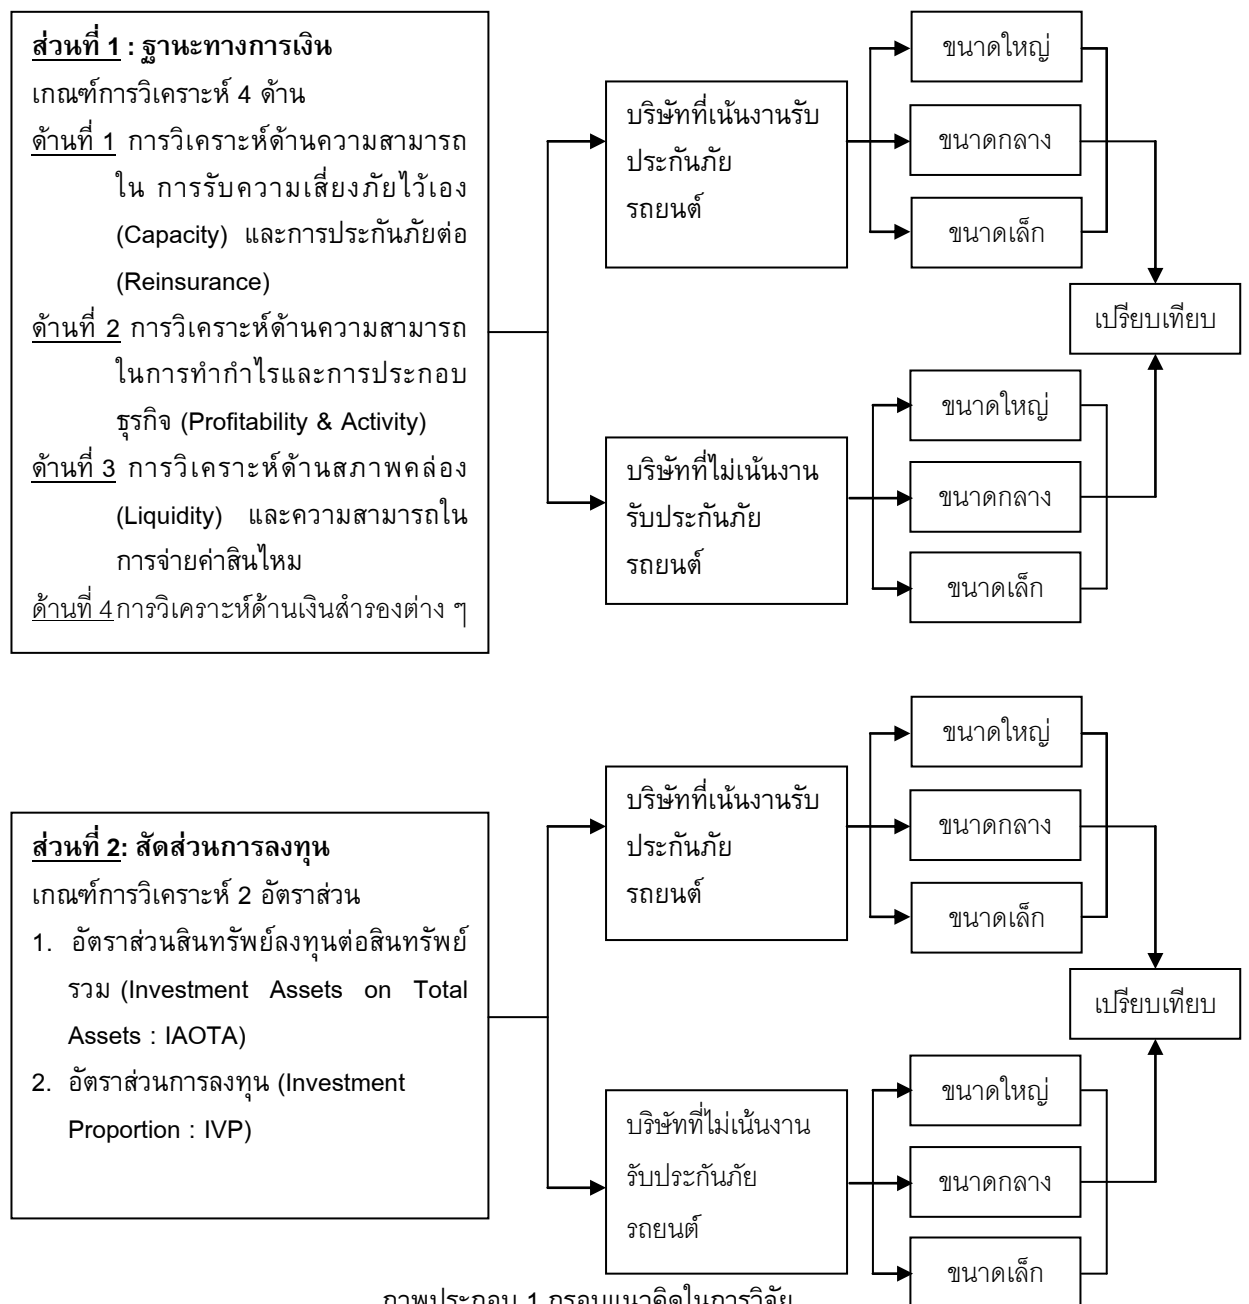 ส่วนที่ 1 : ฐานะทางการเงิน
เกณฑ์การวิเคราะห์ 4 ด้าน
ด้านที่ 1 การวิเคราะห์ด้านความสามารถ
ใน การรับความเสี่ยงภัยไว้เอง
(Capacity) และการประกันภัยต่อ
(Reinsurance)
ด้านที่ 2 การวิเคราะห์ด้านความสามารถ
ในการทำกำไรและการประกอบ
ธุรกิจ (Profitability & Activity)
ด้านที่ 3 การวิเคราะห์ด้านสภาพคล่อง
(Liquidity) และความสามารถใน
การจ่ายค่าสินไหม
ด้านที่ 4 การวิเคราะห์ด้านเงินสำรองต่าง ๆ
บริษัทที่เน้นงานรับ
ประกันภัย
รถยนต์
ขนาดใหญ่
ขนาดกลาง
ขนาดเล็ก
บริษัทที่ไม่เน้นงาน
รับประกันภัย
รถยนต์
ขนาดใหญ่
ขนาดกลาง
ขนาดเล็ก
เปรียบเทียบ
ส่วนที่ 2: สัดส่วนการลงทุน
เกณฑ์การวิเคราะห์ 2 อัตราส่วน
1. อัตราส่วนสินทรัพย์ลงทุนต่อสินทรัพย์
รวม (Investment Assets on Total
Assets : IAOTA)
2. อัตราส่วนการลงทุน (Investment
Proportion : IVP)
บริษัทที่เน้นงานรับ
ประกันภัย
รถยนต์
ขนาดใหญ่
ขนาดกลาง
ขนาดเล็ก
บริษัทที่ไม่เน้นงาน
รับประกันภัย
รถยนต์
ขนาดใหญ่
ขนาดกลาง
ขนาดเล็ก
เปรียบเทียบ
ภาพประกอบ 1 กรอบแนวคิดในการวิจัย